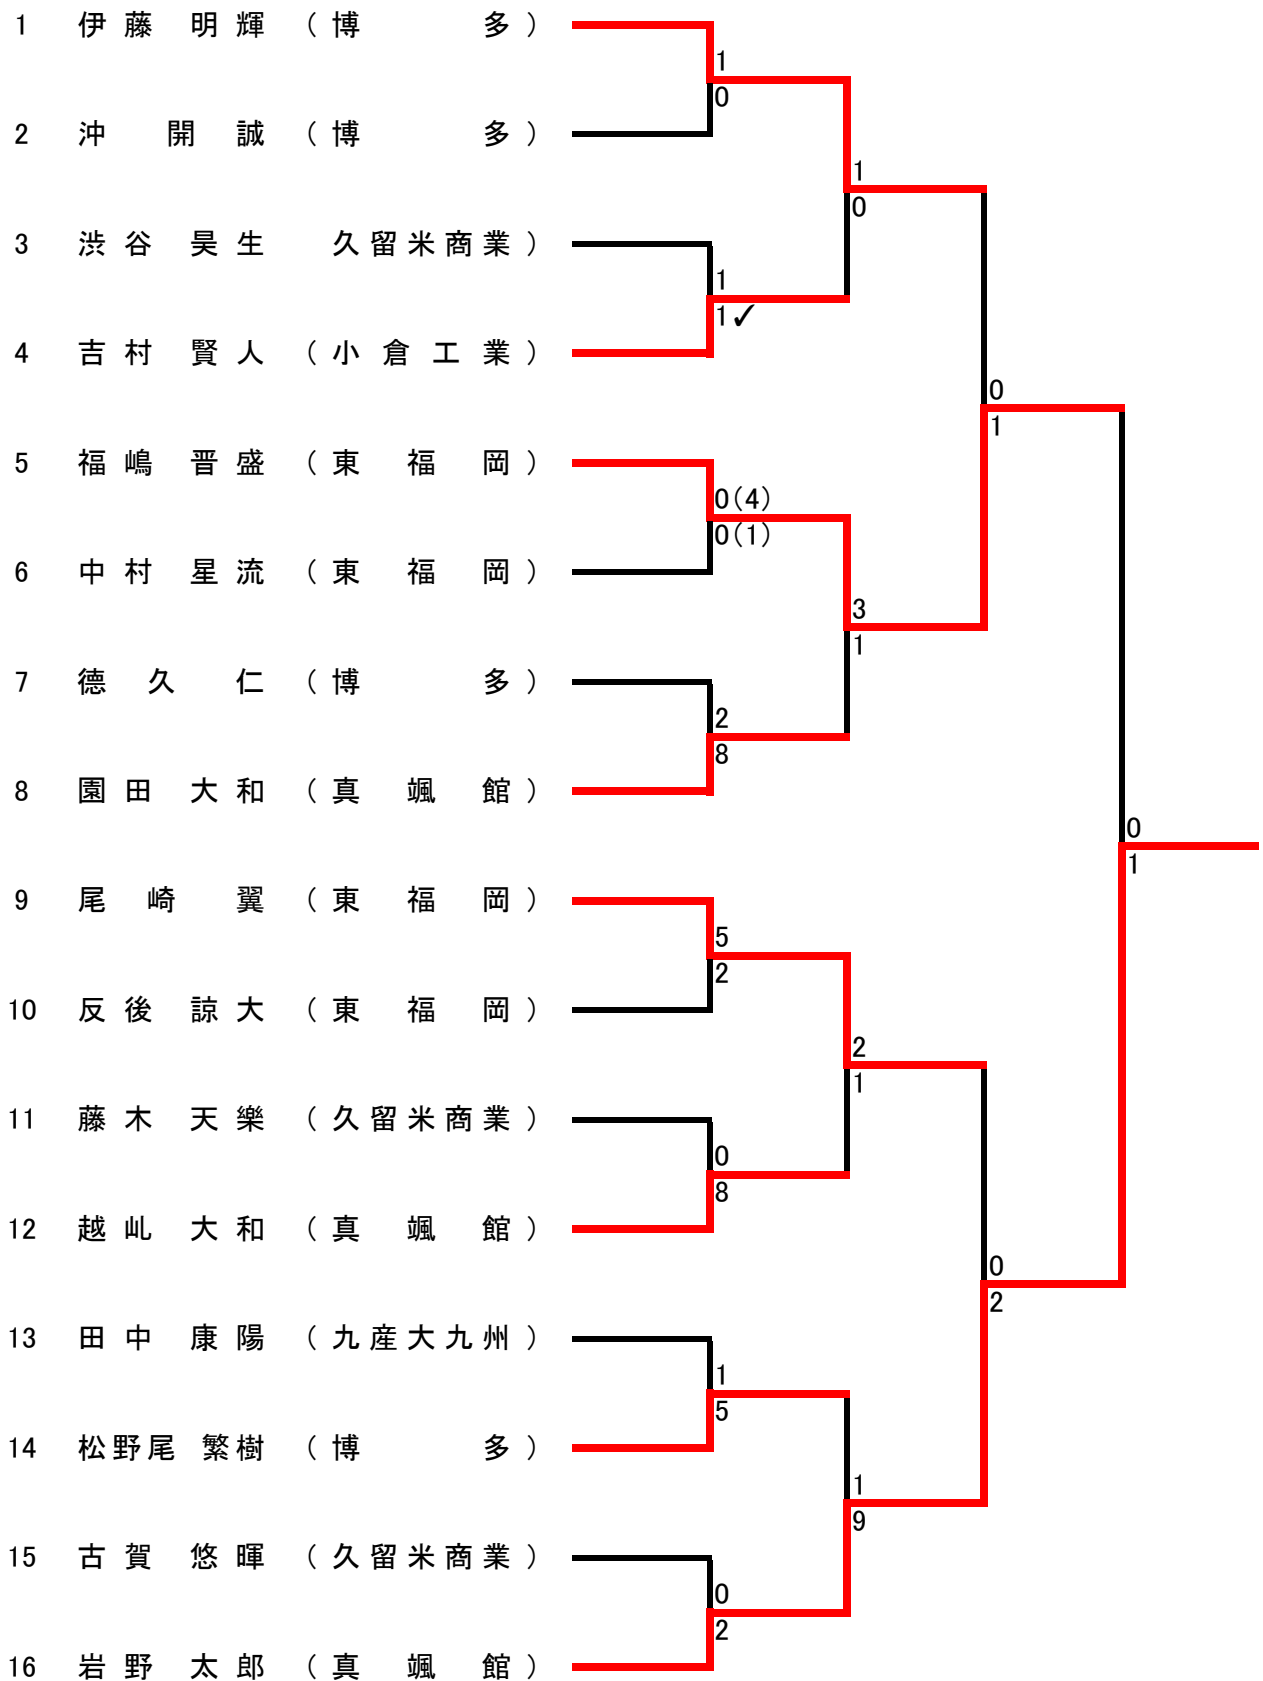 1 伊藤 明輝 (博多)
1
0
2 沖 開誠 (博多)
1
0
3 渋谷 昊生 久留米商業)
1
1✓
4 吉村 賢人 (小倉工業)
0
1
5 福嶋 晋盛 (東福岡)
0(4)
0(1)
6 中村 星流 (東福岡)
3
1
7 德久 仁 (博多)
2
8
8 園田 大和 (真颯館)
0
1
9 尾崎 翼 (東福岡)
5
2
10 反後 諒大 (東福岡)
2
1
11 藤木 天樂 (久留米商業)
0
8
12 越乢 大和 (真颯館)
0
2
13 田中 康陽 (九産大九州)
1
5
14 松野尾 繁樹 (博多)
1
9
15 古賀 悠暉 (久留米商業)
0
2
16 岩野 太郎 (真颯館)